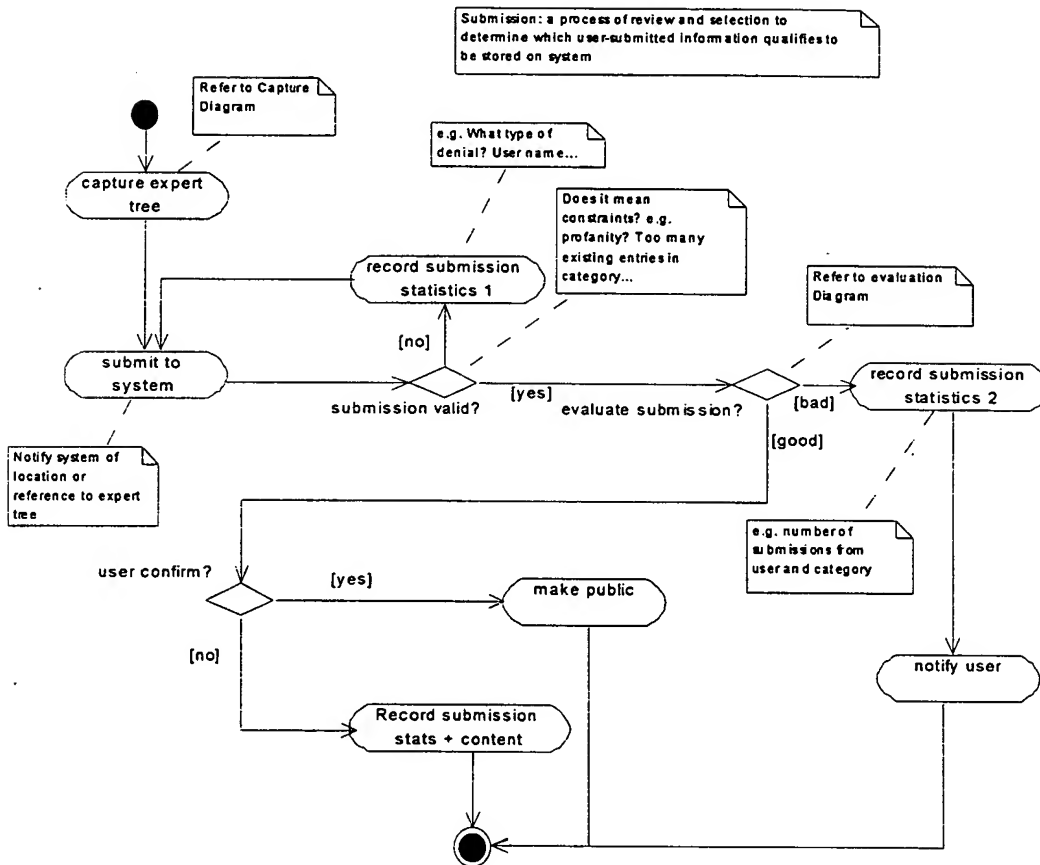 Submission: a process of review and selection to
determine which user-submitted information qualifies to
be stored on system
Refer to Capture
Diagram
e.g. What type of
denial? User name...
capture expert
tree
Does it mean
constraints? e.g.
profanity? Too many
existing entries in
category...
record submission
statistics 1
Refer to evaluation
Diagram
[no]
submit to
system
submission valid?
[yes]
evaluate submission?
[bad]
record submission
statistics 2
[good]
Notify system of
location or
reference to expert
tree
e.g. number of
submissions from
user and category
user confirm?
[yes]
make public
[no]
notify user
Record submission
stats + content